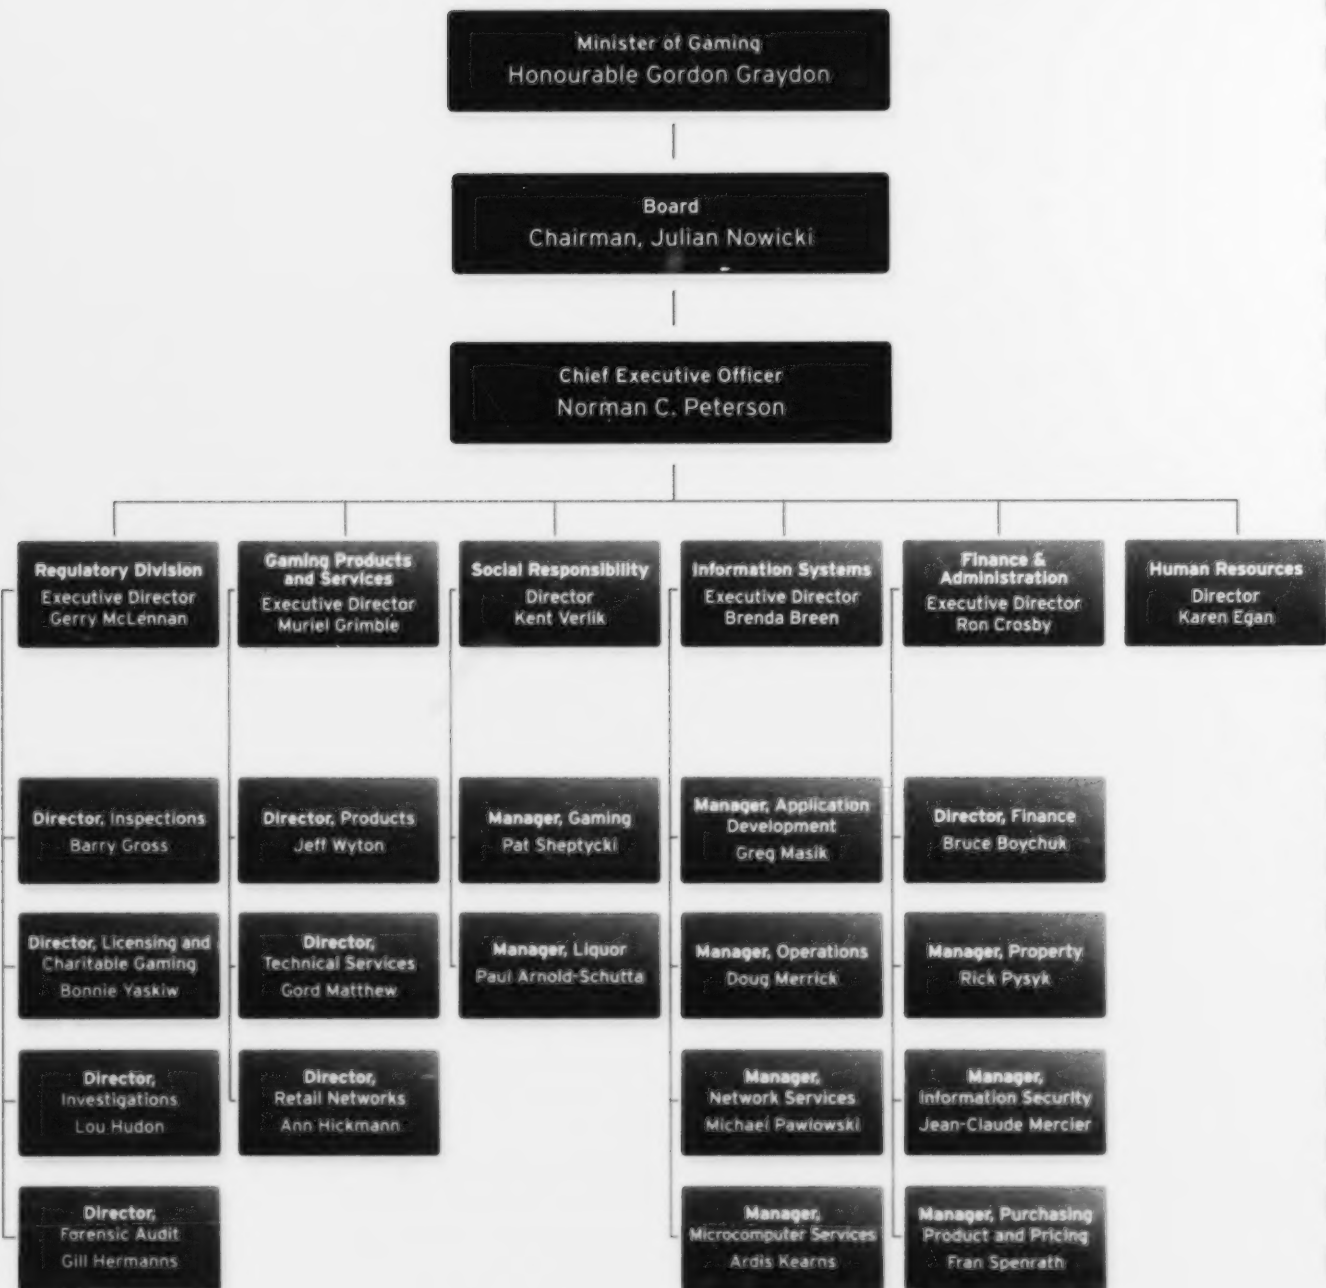 Minister of Gaming
Honourable Gordon Graydon
Board
Chairman, Julian Nowicki
Chief Executive Officer
Norman C. Peterson
Regulatory Division
Executive Director
Gerry McLennan
Gaming Products
and Services
Executive Director
Muriel Grimble
Social Responsibility
Director
Kent Verlik
Information Systems
Executive Director
Brenda Breen
Finance &
Administration
Executive Director
Ron Crosby
Human Resources
Director
Karen Egan
Director, Inspections
Barry Gross
Director, Products
Jeff Wyton
Manager, Gaming
Pat Sheptycki
Manager, Application
Development
Greg Masik
Director, Finance
Bruce Boychuk
Director, Licensing and
Charitable Gaming
Bonnie Yaskiw
Director,
Technical Services
Gord Matthew
Manager, Liquor
Paul Arnold-Schutta
Manager, Operations
Doug Merrick
Manager, Property
Rick Pysyk
Director,
Investigations
Lou Hudon
Director,
Retail Networks
Ann Hickmann
Manager,
Network Services
Michael Pawlowski
Manager,
Information Security
Jean-Claude Mercier
Director,
Forensic Audit
Gill Hermanns
Manager,
Microcomputer Services
Ardis Kearns
Manager, Purchasing
Product and Pricing
Fran Spenrath